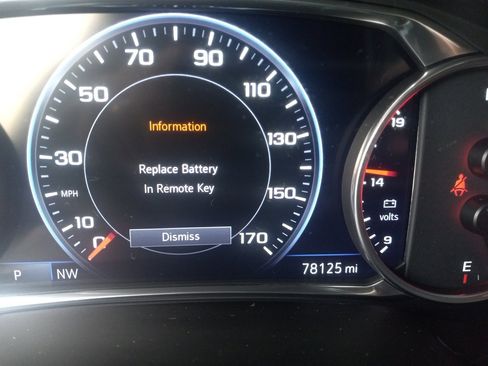 70 90
50 110
Information
19
130
Replace Battery
30
In Remote Key
14
MPH
150
volts
10
Dismiss
9
0 170
E
P NW 78125 mi